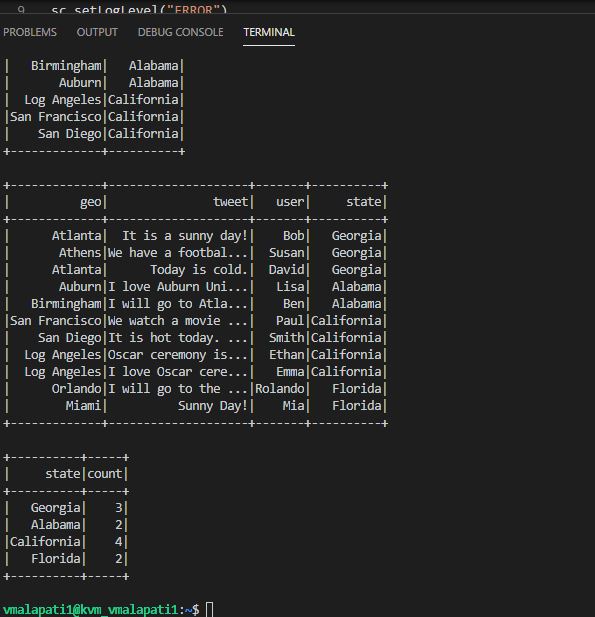 9 sc.setLogLevel("ERROR")
PROBLEMS OUTPUT DEBUG CONSOLE TERMINAL
|   Birmingham|   Alabama|
|       Auburn|   Alabama|
|  Log Angeles|California|
|San Francisco|California|
|    San Diego|California|
+-------------+----------+
+-------------+--------------------+-------+----------+
|          geo|               tweet|   user|     state|
+-------------+--------------------+-------+----------+
|      Atlanta|  It is a sunny day!|    Bob|   Georgia|
|       Athens|We have a footbal...|  Susan|   Georgia|
|      Atlanta|      Today is cold.|  David|   Georgia|
|       Auburn|I love Auburn Uni...|   Lisa|   Alabama|
|   Birmingham|I will go to Atla...|    Ben|   Alabama|
|San Francisco|We watch a movie ...|   Paul|California|
|    San Diego|It is hot today. ...|  Smith|California|
|  Log Angeles|Oscar ceremony is...|  Ethan|California|
|  Log Angeles|I love Oscar cere...|   Emma|California|
|      Orlando|I will go to the ...|Rolando|   Florida|
|        Miami|          Sunny Day!|    Mia|   Florida|
+-------------+--------------------+-------+----------+
+----------+-----+
|     state|count|
+----------+-----+
|   Georgia|    3|
|   Alabama|    2|
|California|    4|
|   Florida|    2|
+----------+-----+
vmalapati1@kvm_vmalapati1:~$